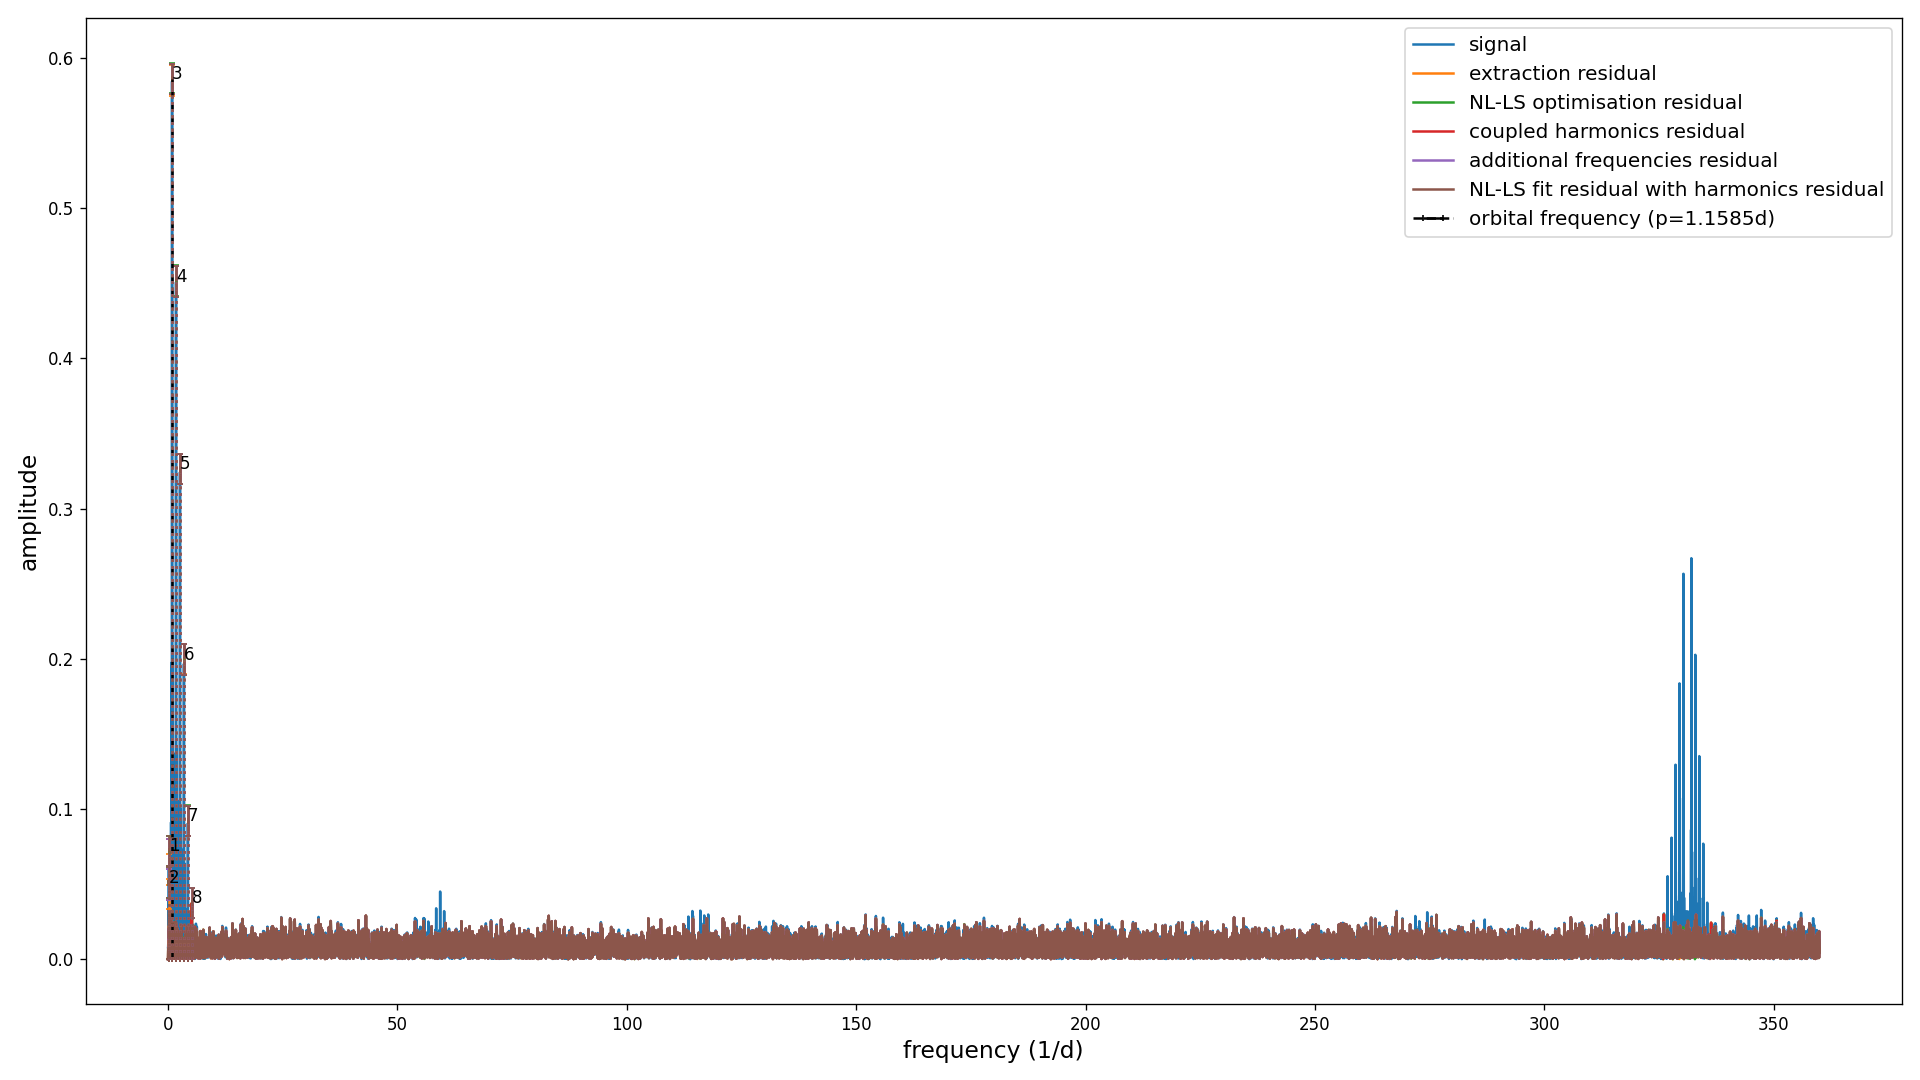 signal
extraction residual
NL-LS optimisation residual
coupled harmonics residual
additional frequencies residual
NL-LS fit residual with harmonics residual
orbital frequency (p=1.1585d)
0.6
0.5
0.4
0.3
0.2
0.1
0.0
amplitude
3
4
5
6
7
1
2
8
0
50
100
150
200
250
300
350
frequency (1/d)